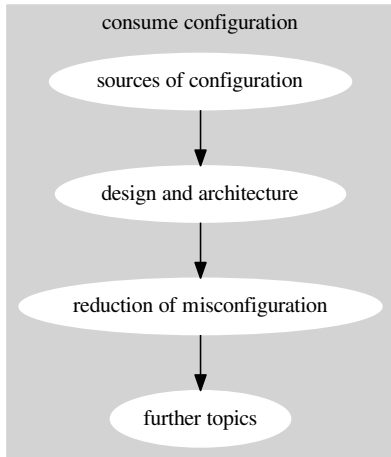 consume configuration
sources of configuration
design and architecture
reduction of misconfiguration
further topics